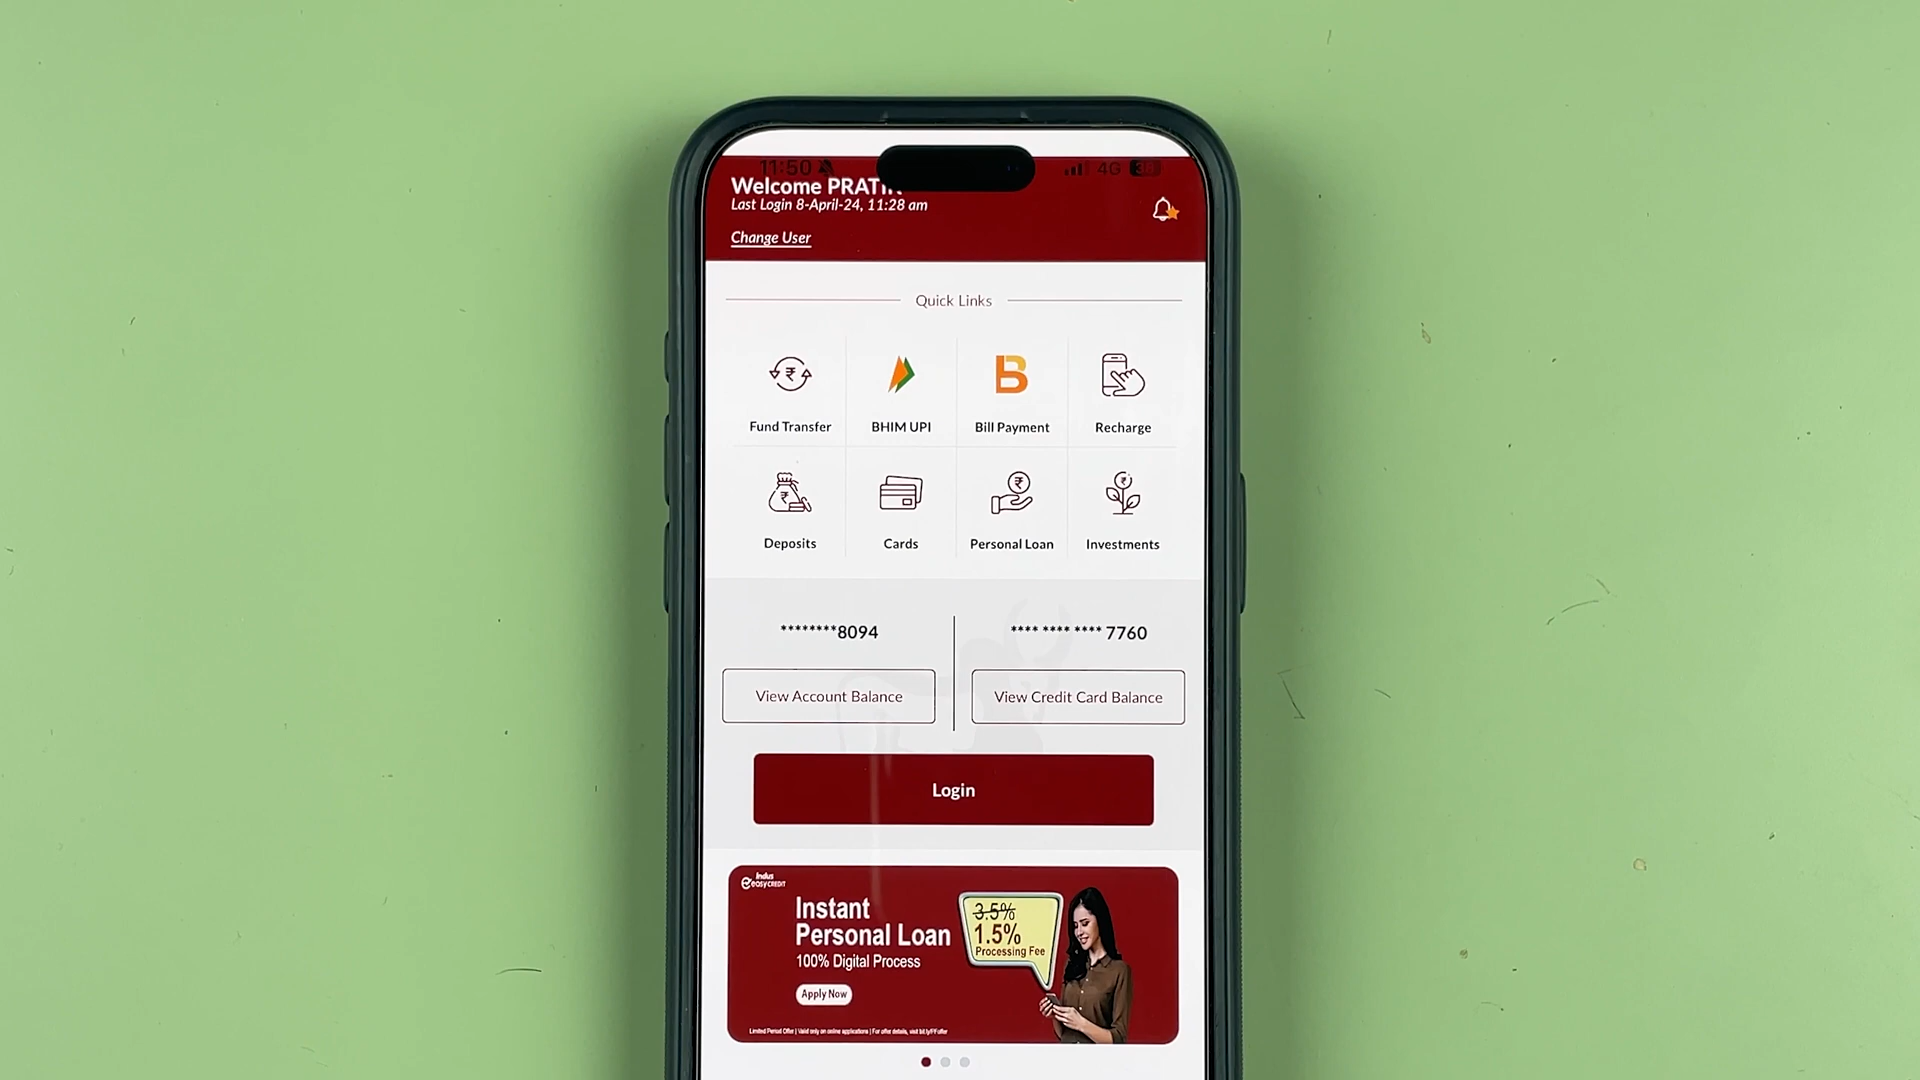 11:50
4G
38
Welcome PRATIK
Last Login 8-April-24, 11:28 am
Change User
Quick Links
Fund Transfer
BHIM UPI
Bill Payment
Recharge
Deposits
Cards
Personal Loan
Investments
********8094
**** **** **** 7760
View Account Balance
View Credit Card Balance
Login
Indus
easyCREDIT
Instant
Personal Loan
100% Digital Process
Apply Now
3.5%
1.5%
Processing Fee
Limited Period Offer | Valid only on online applications | For offer details, visit bit.ly/PFoffer